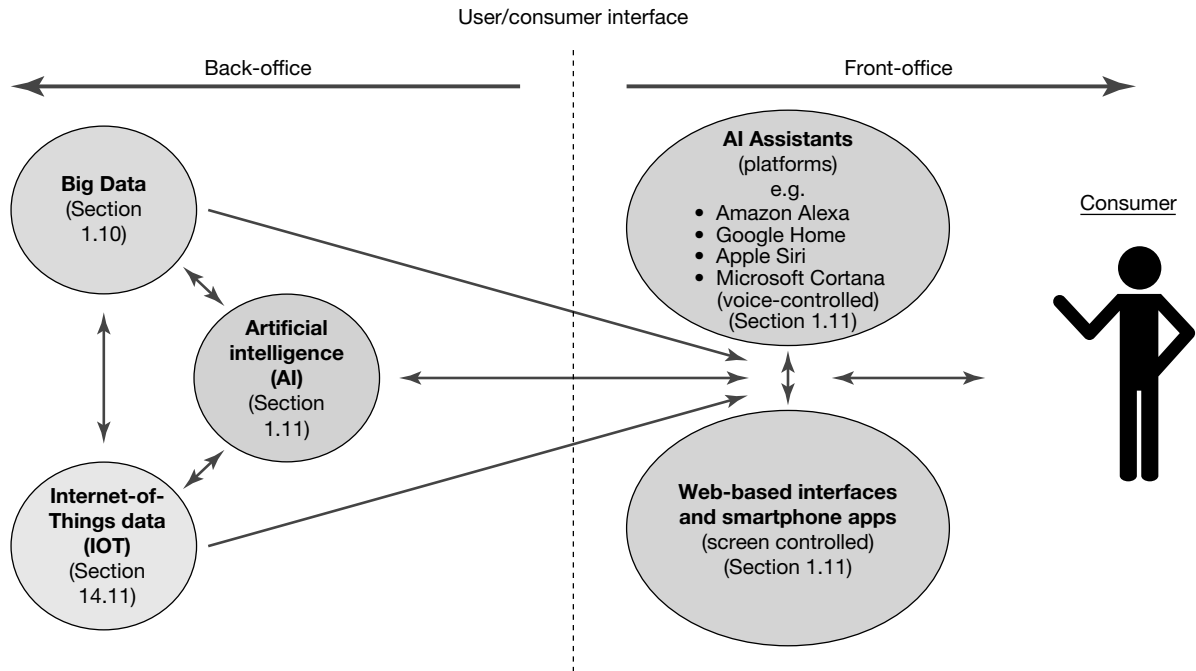 User/consumer interface
Back-office
Front-office
Big Data
(Section
1.10)
Artificial
intelligence
(AI)
(Section
1.11)
Internet-of-
Things data
(IOT)
(Section
14.11)
AI Assistants
(platforms)
e.g.
• Amazon Alexa
• Google Home
• Apple Siri
• Microsoft Cortana
(voice-controlled)
(Section 1.11)
Web-based interfaces
and smartphone apps
(screen controlled)
(Section 1.11)
Consumer